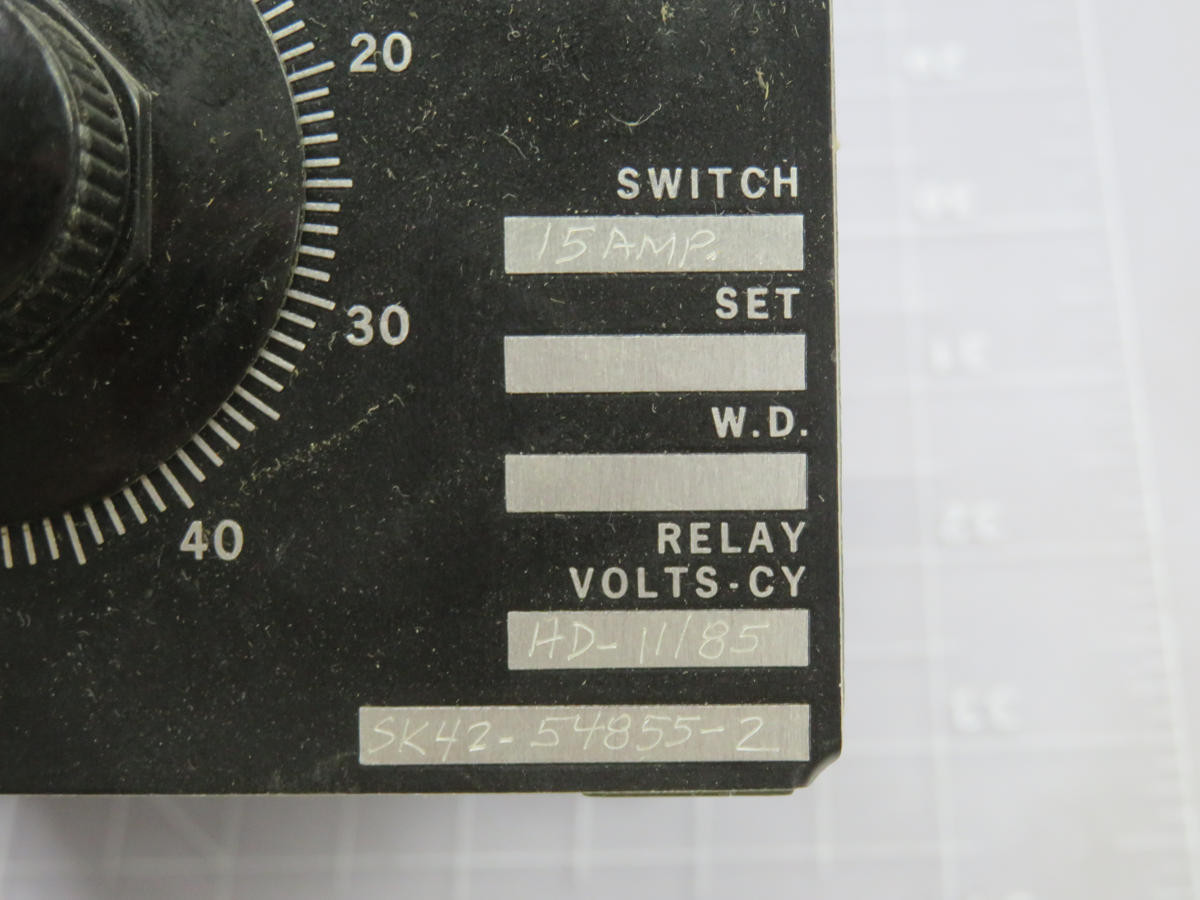 20
SWITCH
15 AMP.
SET
30
W.D.
RELAY
40
VOLTS-CY
HD-11/85
SK42-54855-2